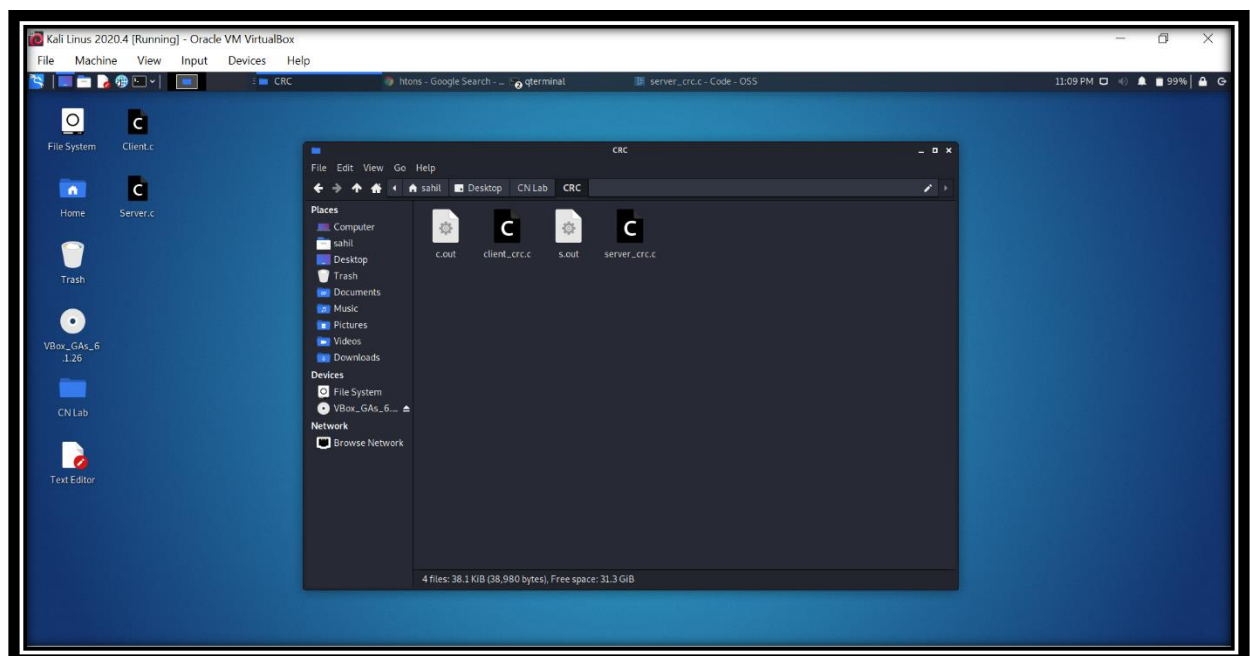 Kali Linus 2020.4 [Running] - Oracle VM VirtualBox
File Machine View Input Devices Help
CRC
htons - Google Search - ...
2 qterminal
server_crc.c - Code - OSS
11:09 PM
99%
File System
Client.c
Home
Server.c
Trash
VBox_GAs_6
.1.26
CN Lab
Text Editor
CRC
File Edit View Go Help
sahil Desktop CN Lab CRC
Places
Computer
sahil
Desktop
Trash
Documents
Music
Pictures
Videos
Downloads
Devices
File System
VBox_GAs_6....
Network
Browse Network
C
C
C
C
c.out client_crc.c s.out server_crc.c
4 files: 38.1 KiB (38,980 bytes), Free space: 31.3 GiB